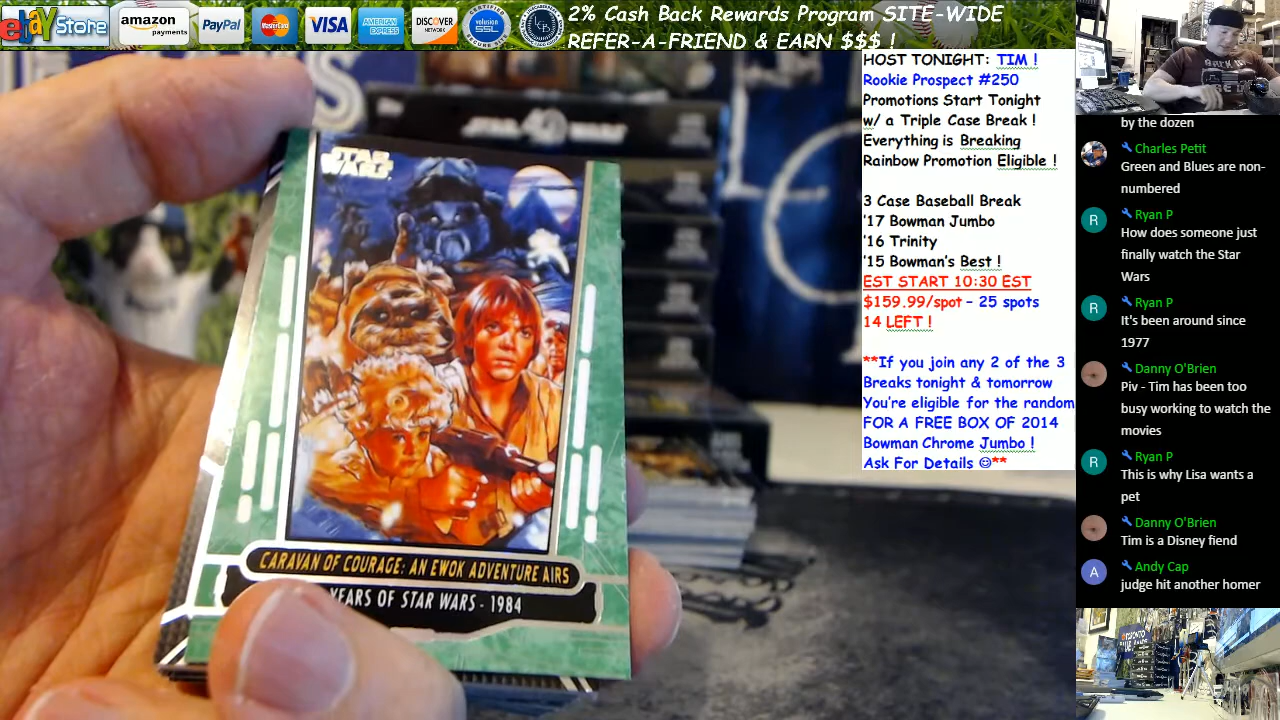 ebay Store
amazon
payments
PayPal
MasterCard
VISA
AMERICAN
EXPRESS
DISCOVER
NETWORK
volusion
SSL
2% Cash Back Rewards Program SITE-WIDE
REFER-A-FRIEND & EARN $$$ !
HOST TONIGHT: TIM !
Rookie Prospect #250
Promotions Start Tonight
w/ a Triple Case Break !
Everything is Breaking
Rainbow Promotion Eligible !
3 Case Baseball Break
'17 Bowman Jumbo
'16 Trinity
'15 Bowman's Best !
EST START 10:30 EST
$159.99/spot – 25 spots
14 LEFT !
**If you join any 2 of the 3
Breaks tonight & tomorrow
You're eligible for the random
FOR A FREE BOX OF 2014
Bowman Chrome Jumbo !
Ask For Details ☺**
by the dozen
Charles Petit
Green and Blues are non-
numbered
R
Ryan P
How does someone just
finally watch the Star
Wars
R
Ryan P
It's been around since
1977
Danny O'Brien
Piv - Tim has been too
busy working to watch the
movies
R
Ryan P
This is why Lisa wants a
pet
Danny O'Brien
Tim is a Disney fiend
A
Andy Cap
judge hit another homer
STAR WARS
STAR
WARS
CARAVAN OF COURAGE: AN EWOK ADVENTURE AIRS
YEARS OF STAR WARS - 1984